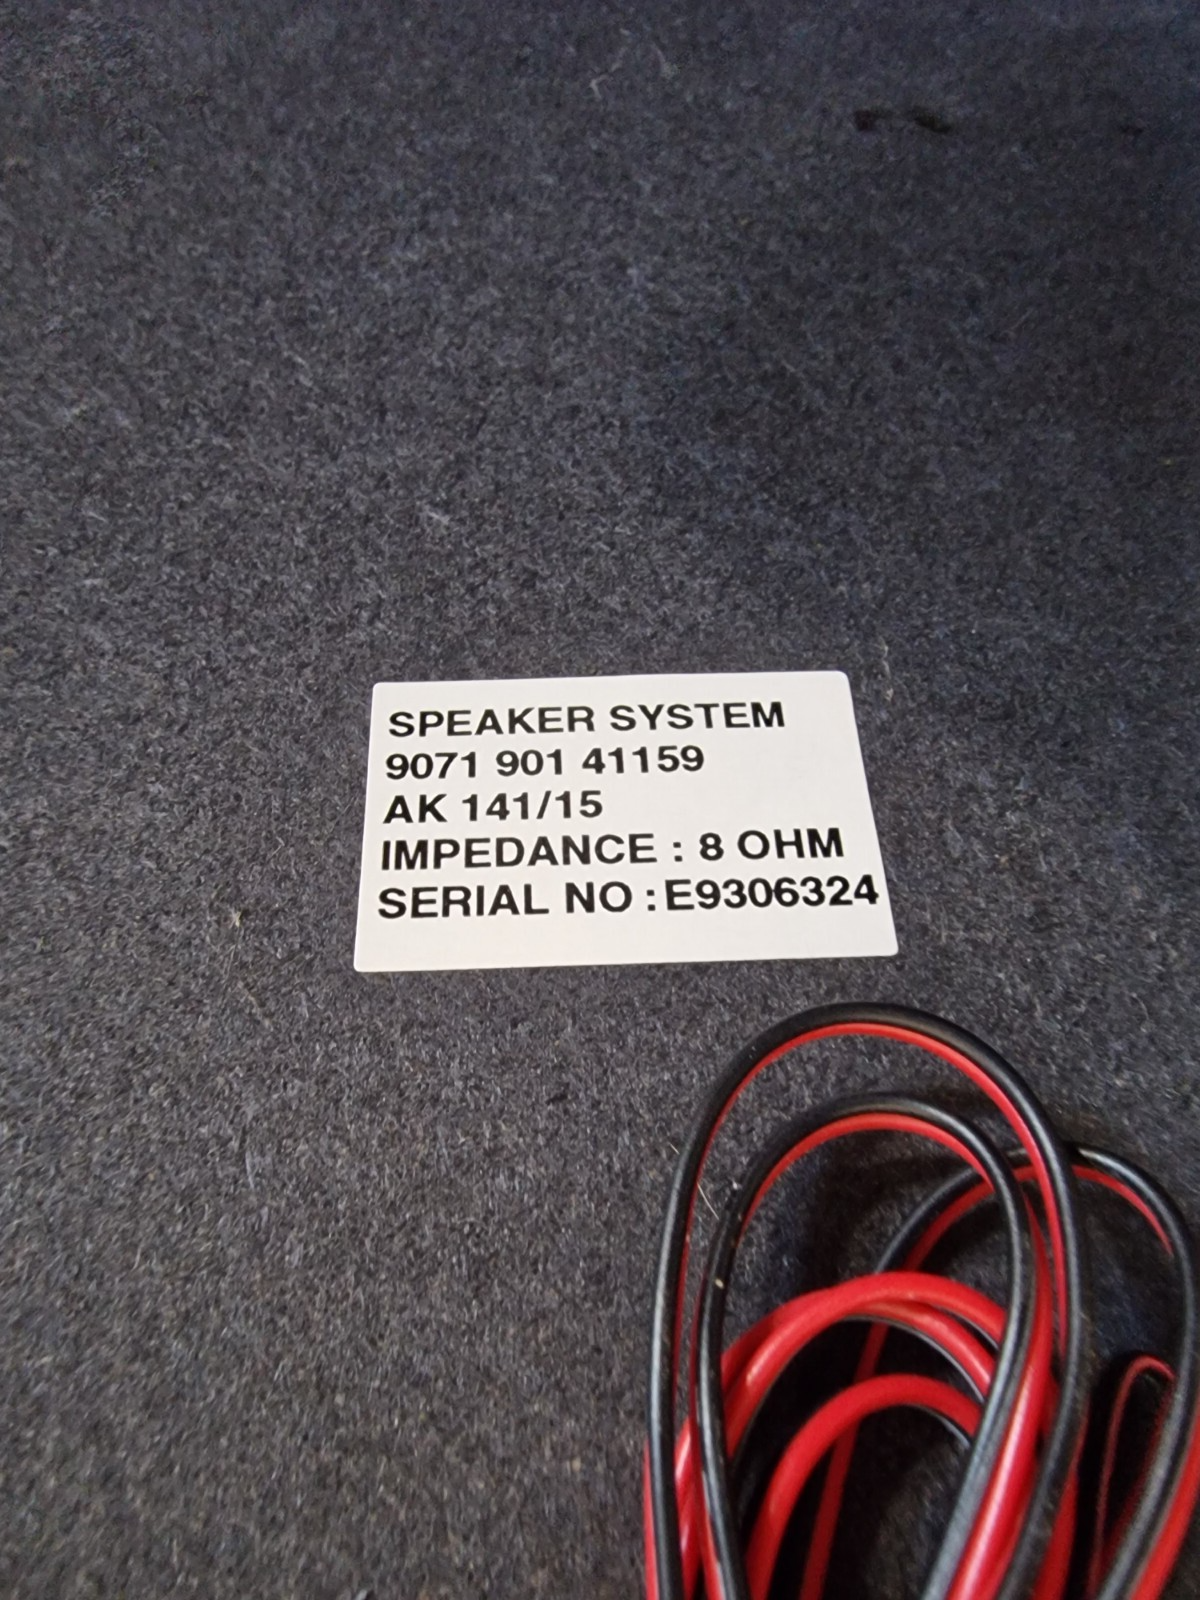 SPEAKER SYSTEM
9071 901 41159
AK 141/15
IMPEDANCE : 8 OHM
SERIAL NO : E9306324